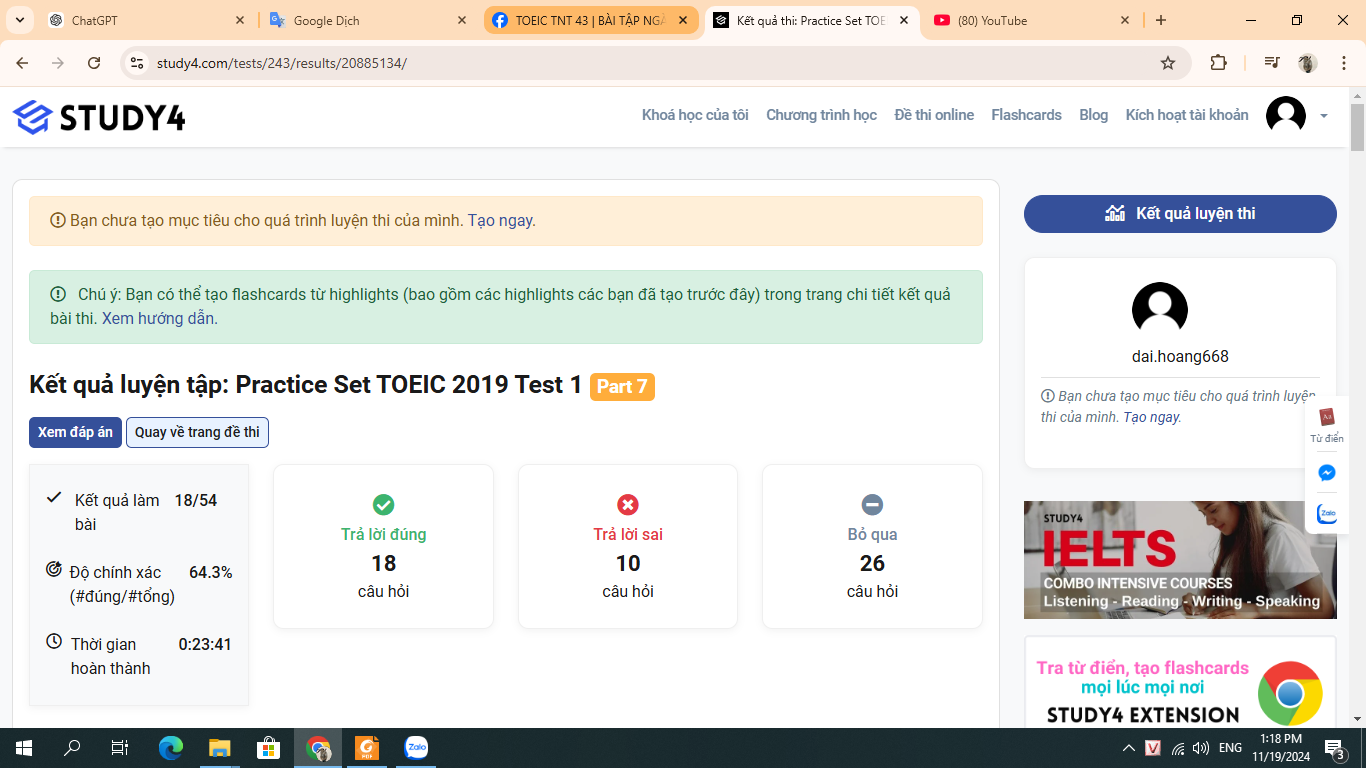 ChatGPT
Google Dịch
TOEIC TNT 43 | BÀI TẬP NGÀ
Kết quả thi: Practice Set TOE
(80) YouTube
study4.com/tests/243/results/20885134/
STUDY4
Khoá học của tôi
Chương trình học
Đề thi online
Flashcards
Blog
Kích hoạt tài khoản
Bạn chưa tạo mục tiêu cho quá trình luyện thi của mình. Tạo ngay.
Chú ý: Bạn có thể tạo flashcards từ highlights (bao gồm các highlights các bạn đã tạo trước đây) trong trang chi tiết kết quả
bài thi. Xem hướng dẫn.
Kết quả luyện tập: Practice Set TOEIC 2019 Test 1 Part 7
Xem đáp án
Quay về trang đề thi
Kết quả làm 18/54
bài
Độ chính xác 64.3%
(#đúng/#tổng)
Thời gian 0:23:41
hoàn thành
Trả lời đúng
18
câu hỏi
Trả lời sai
10
câu hỏi
Bỏ qua
26
câu hỏi
Kết quả luyện thi
dai.hoang668
Bạn chưa tạo mục tiêu cho quá trình luyện
thi của mình. Tạo ngay.
Aa
Từ điển
Zalo
STUDY4
IELTS
COMBO INTENSIVE COURSES
Listening - Reading - Writing - Speaking
Tra từ điển, tạo flashcards
mọi lúc mọi nơi
STUDY4 EXTENSION
PDF
Zalo
V
ENG
1:18 PM
11/19/2024
3